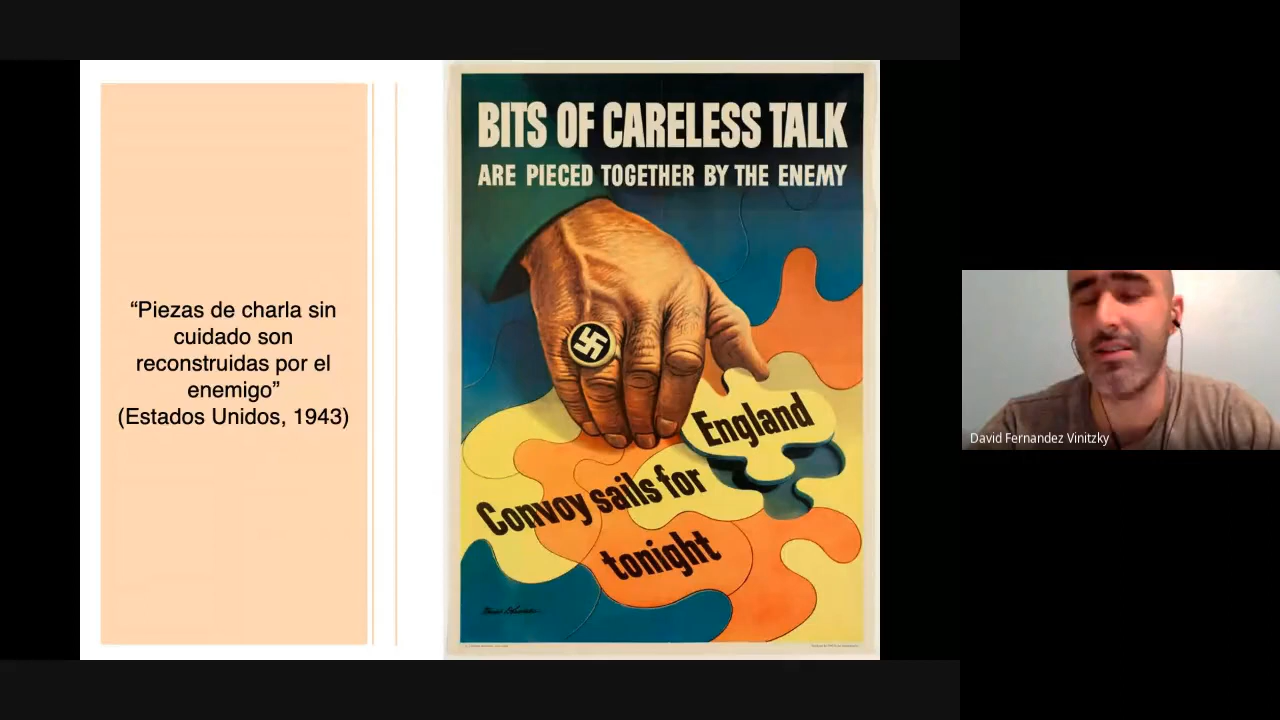 “Piezas de charla sin
cuidado son
reconstruidas por el
enemigo”
(Estados Unidos, 1943)
BITS OF CARELESS TALK
ARE PIECED TOGETHER BY THE ENEMY
England
Convoy sails for
tonight
David Fernandez Vinitzky